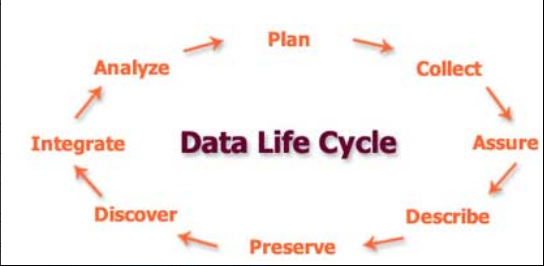 Plan
Analyze
Collect
Integrate
Data Life Cycle
Assure
Discover
Describe
Preserve